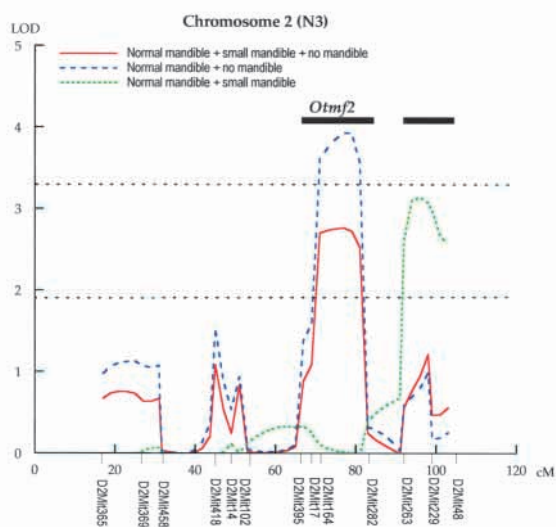 Chromosome 2 (N3)
LOD
Normal mandible + small mandible + no mandible
Normal mandible + no mandible
Normal mandible + small mandible
Otmf2
5
4
3
2
1
0
0 20 40 60 80 100 120
cM
D2Mit365
D2Mit369
D2Mit458
D2Mit418
D2Mit14
D2Mit102
D2Mit395
D2Mit17
D2Mit164
D2Mit282
D2Mit263
D2Mit229
D2Mit48